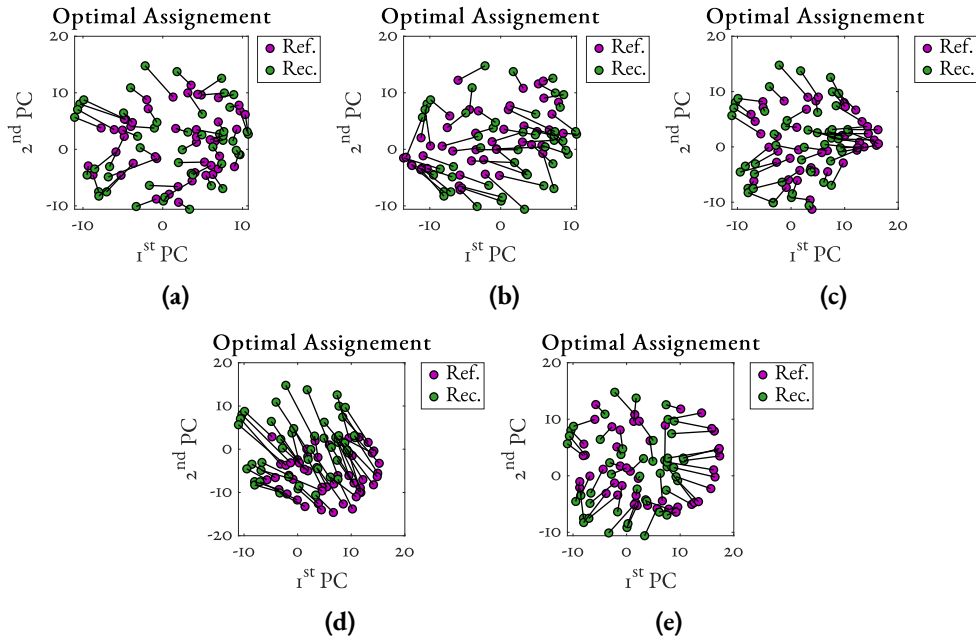 Optimal Assignement
20
10
0
-10
-10
0
10
2nd PC
1st PC
Ref.
Rec.
(a)
Optimal Assignement
20
10
0
-10
-10
0
10
2nd PC
1st PC
Ref.
Rec.
(b)
Optimal Assignement
20
10
0
-10
-10
0
10
20
2nd PC
1st PC
Ref.
Rec.
(c)
Optimal Assignement
20
10
0
-10
-20
-10
0
10
20
2nd PC
1st PC
Ref.
Rec.
(d)
Optimal Assignement
20
10
0
-10
-10
0
10
20
2nd PC
1st PC
Ref.
Rec.
(e)